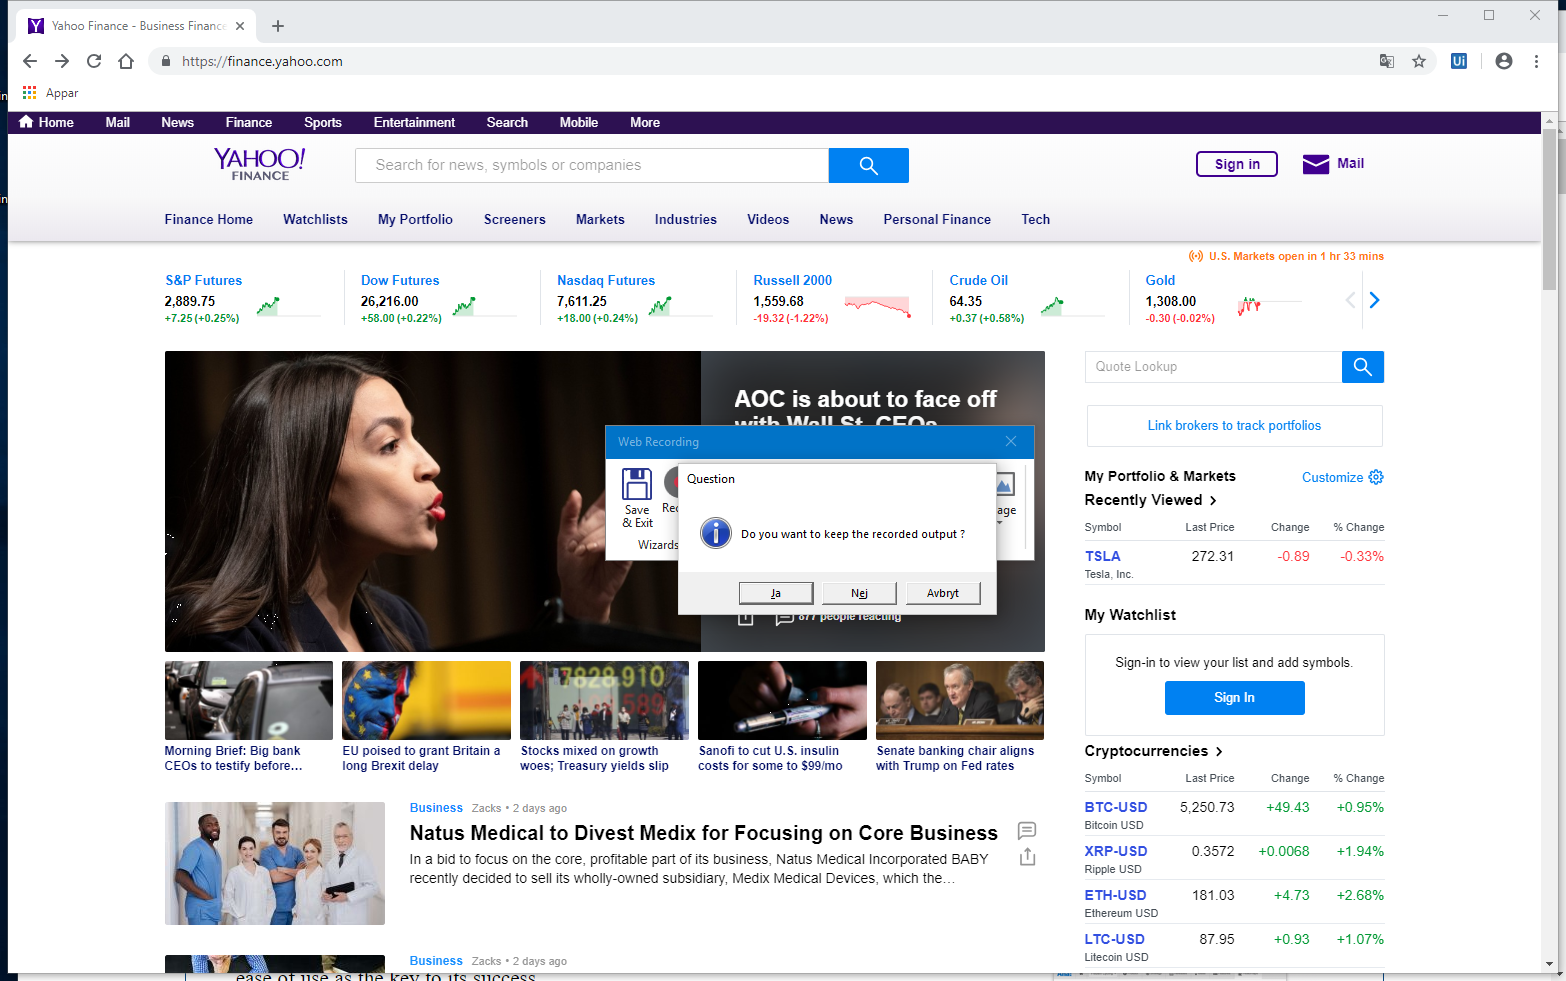 Yahoo Finance - Business Finance
https://finance.yahoo.com
Ui
Appar
Home Mail News Finance Sports Entertainment Search Mobile More
YAHOO!
FINANCE
Search for news, symbols or companies
Sign in
Mail
Finance Home Watchlists My Portfolio Screeners Markets Industries Videos News Personal Finance Tech
U.S. Markets open in 1 hr 33 mins
S&P Futures
2,889.75
+7.25 (+0.25%)
Dow Futures
26,216.00
+58.00 (+0.22%)
Nasdaq Futures
7,611.25
+18.00 (+0.24%)
Russell 2000
1,559.68
-19.32 (-1.22%)
Crude Oil
64.35
+0.37 (+0.58%)
Gold
1,308.00
-0.30 (-0.02%)
AOC is about to face off
with Wall St. CEOs
Web Recording
Save
& Exit
Wizards
Question
Do you want to keep the recorded output ?
Ja Nej Avbryt
877 people reacting
Morning Brief: Big bank
CEOs to testify before...
EU poised to grant Britain a
long Brexit delay
7828.910
589
Stocks mixed on growth
woes; Treasury yields slip
Sanofi to cut U.S. insulin
costs for some to $99/mo
Senate banking chair aligns
with Trump on Fed rates
Business Zacks • 2 days ago
Natus Medical to Divest Medix for Focusing on Core Business
In a bid to focus on the core, profitable part of its business, Natus Medical Incorporated BABY
recently decided to sell its wholly-owned subsidiary, Medix Medical Devices, which the...
Business Zacks • 2 days ago
ease of use as the key to its success
Quote Lookup
Link brokers to track portfolios
My Portfolio & Markets
Customize
Recently Viewed
Symbol Last Price Change % Change
TSLA 272.31 -0.89 -0.33%
Tesla, Inc.
My Watchlist
Sign-in to view your list and add symbols.
Sign In
Cryptocurrencies
Symbol Last Price Change % Change
BTC-USD 5,250.73 +49.43 +0.95%
Bitcoin USD
XRP-USD 0.3572 +0.0068 +1.94%
Ripple USD
ETH-USD 181.03 +4.73 +2.68%
Ethereum USD
LTC-USD 87.95 +0.93 +1.07%
Litecoin USD